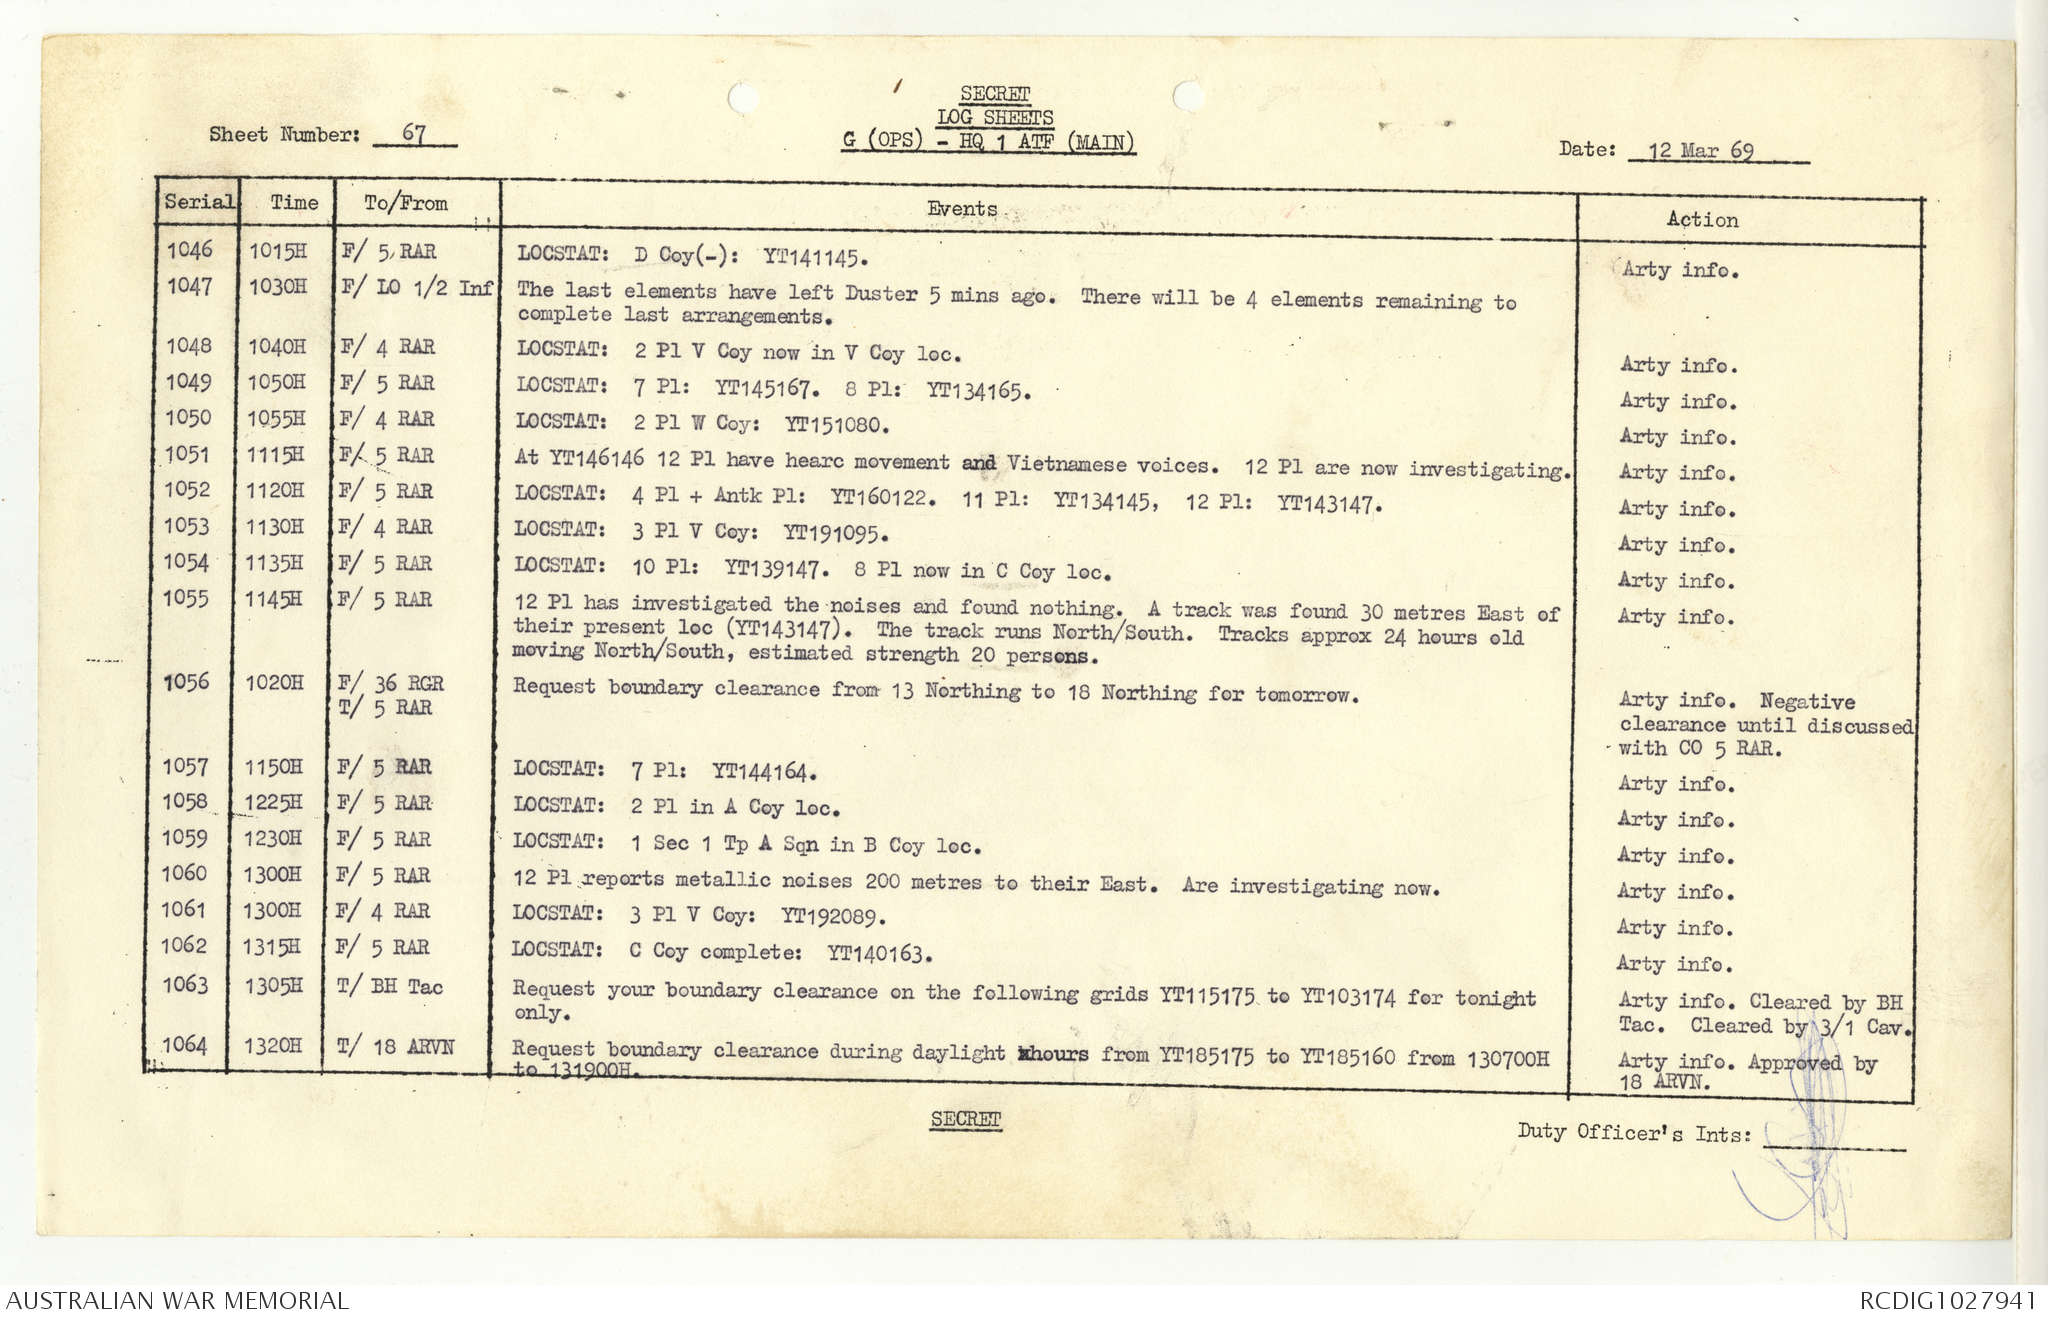 SECRET
LOG SHEETS
G (OPS) - HQ 1 ATF (MAIN)
Sheet Number: 67
Date: 12 Mar 69
Serial Time To/From Events Action
1046 1015H F/ 5 RAR LOCSTAT: D Coy(-): YT141145. Arty info.
1047 1030H F/ LO 1/2 Inf The last elements have left Duster 5 mins ago. There will be 4 elements remaining to
complete last arrangements.
1048 1040H F/ 4 RAR LOCSTAT: 2 Pl V Coy now in V Coy loc. Arty info.
1049 1050H F/ 5 RAR LOCSTAT: 7 Pl: YT145167. 8 Pl: YT134165. Arty info.
1050 1055H F/ 4 RAR LOCSTAT: 2 Pl W Coy: YT151080. Arty info.
1051 1115H F/ 5 RAR At YT146146 12 Pl have hearc movement and Vietnamese voices. 12 Pl are now investigating. Arty info.
1052 1120H F/ 5 RAR LOCSTAT: 4 Pl + Antk Pl: YT160122. 11 Pl: YT134145, 12 Pl: YT143147. Arty info.
1053 1130H F/ 4 RAR LOCSTAT: 3 Pl V Coy: YT191095. Arty info.
1054 1135H F/ 5 RAR LOCSTAT: 10 Pl: YT139147. 8 Pl now in C Coy loc. Arty info.
1055 1145H F/ 5 RAR 12 Pl has investigated the noises and found nothing. A track was found 30 metres East of Arty info.
their present loc (YT143147). The track runs North/South. Tracks approx 24 hours old
moving North/South, estimated strength 20 persons.
1056 1020H F/ 36 RGR Request boundary clearance from 13 Northing to 18 Northing for tomorrow. Arty info. Negative
T/ 5 RAR clearance until discussed
with CO 5 RAR.
1057 1150H F/ 5 RAR LOCSTAT: 7 Pl: YT144164. Arty info.
1058 1225H F/ 5 RAR LOCSTAT: 2 Pl in A Coy loc. Arty info.
1059 1230H F/ 5 RAR LOCSTAT: 1 Sec 1 Tp A Sqn in B Coy loc. Arty info.
1060 1300H F/ 5 RAR 12 Pl reports metallic noises 200 metres to their East. Are investigating now. Arty info.
1061 1300H F/ 4 RAR LOCSTAT: 3 Pl V Coy: YT192089. Arty info.
1062 1315H F/ 5 RAR LOCSTAT: C Coy complete: YT140163. Arty info.
1063 1305H T/ BH Tac Request your boundary clearance on the following grids YT115175 to YT103174 for tonight Arty info. Cleared by BH
only. Tac. Cleared by 3/1 Cav.
1064 1320H T/ 18 ARVN Request boundary clearance during daylight hours from YT185175 to YT185160 from 130700H Arty info. Approved by
to 131900H. 18 ARVN.
SECRET
Duty Officer's Ints:
AUSTRALIAN WAR MEMORIAL
RCDIG1027941